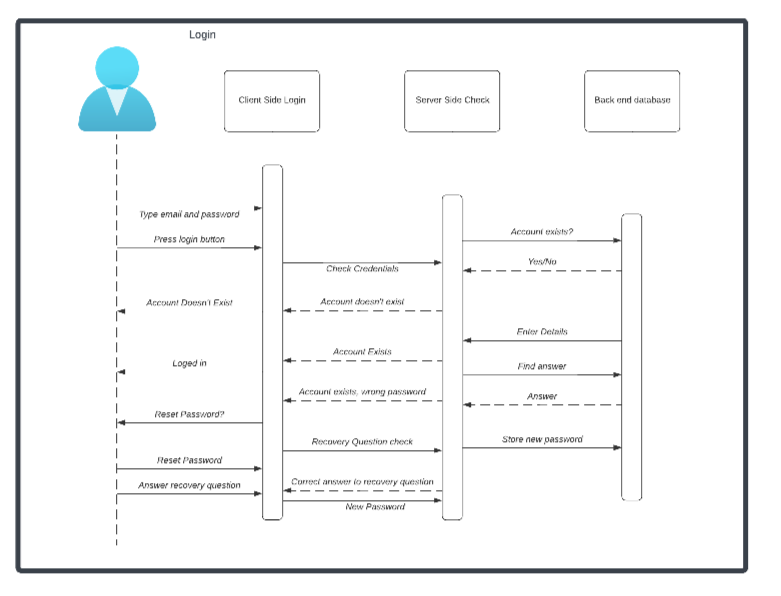 Login
Client Side Login
Server Side Check
Back end database
Type email and password
Account exists?
Press login button
Yes/No
Check Credentials
Account Doesn't Exist
Account doesn't exist
Enter Details
Account Exists
Loged in
Find answer
Account exists, wrong password
Answer
Reset Password?
Recovery Question check
Store new password
Reset Password
Answer recovery question
Correct answer to recovery question
New Password